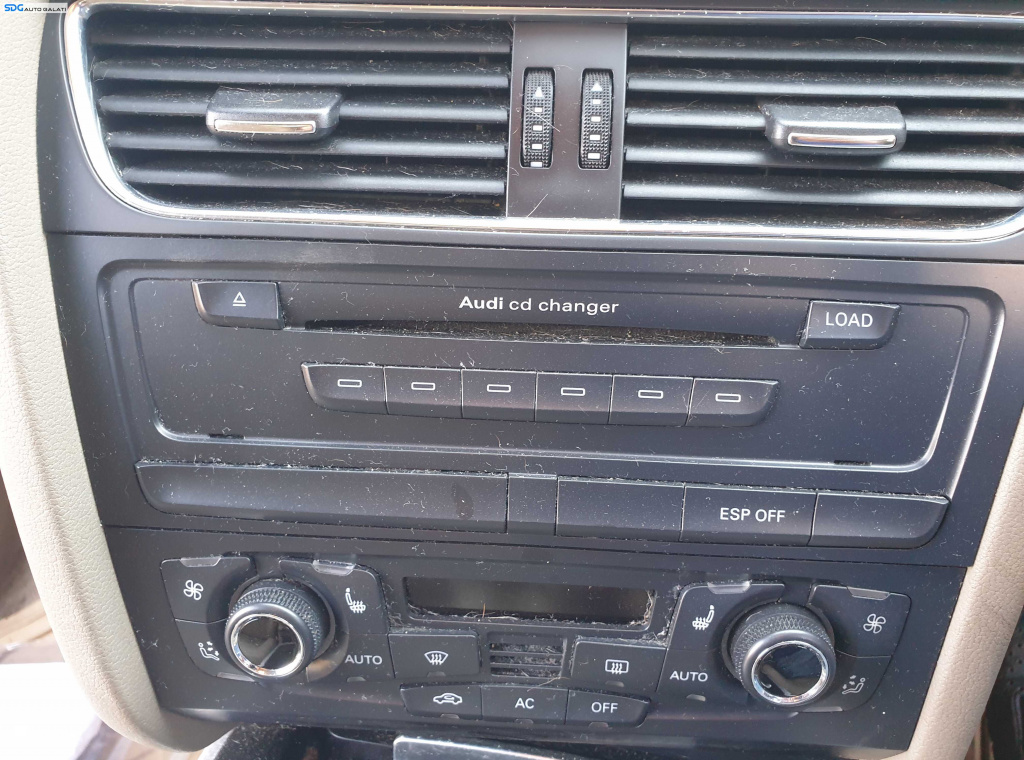 SDG AUTO GALATI
Audi cd changer
LOAD
ESP OFF
AUTO
AUTO
AC
OFF